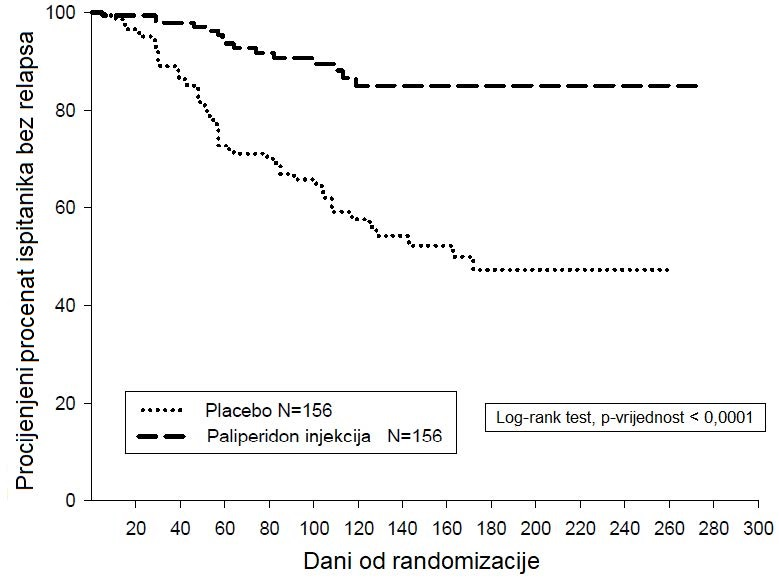 Procijenjeni procenat ispitanika bez relapsa
100
80
60
40
20
0
Placebo N=156
Paliperidon injekcija N=156
Log-rank test, p-vrijednost < 0,0001
20 40 60 80 100 120 140 160 180 200 220 240 260 280 300
Dani od randomizacije